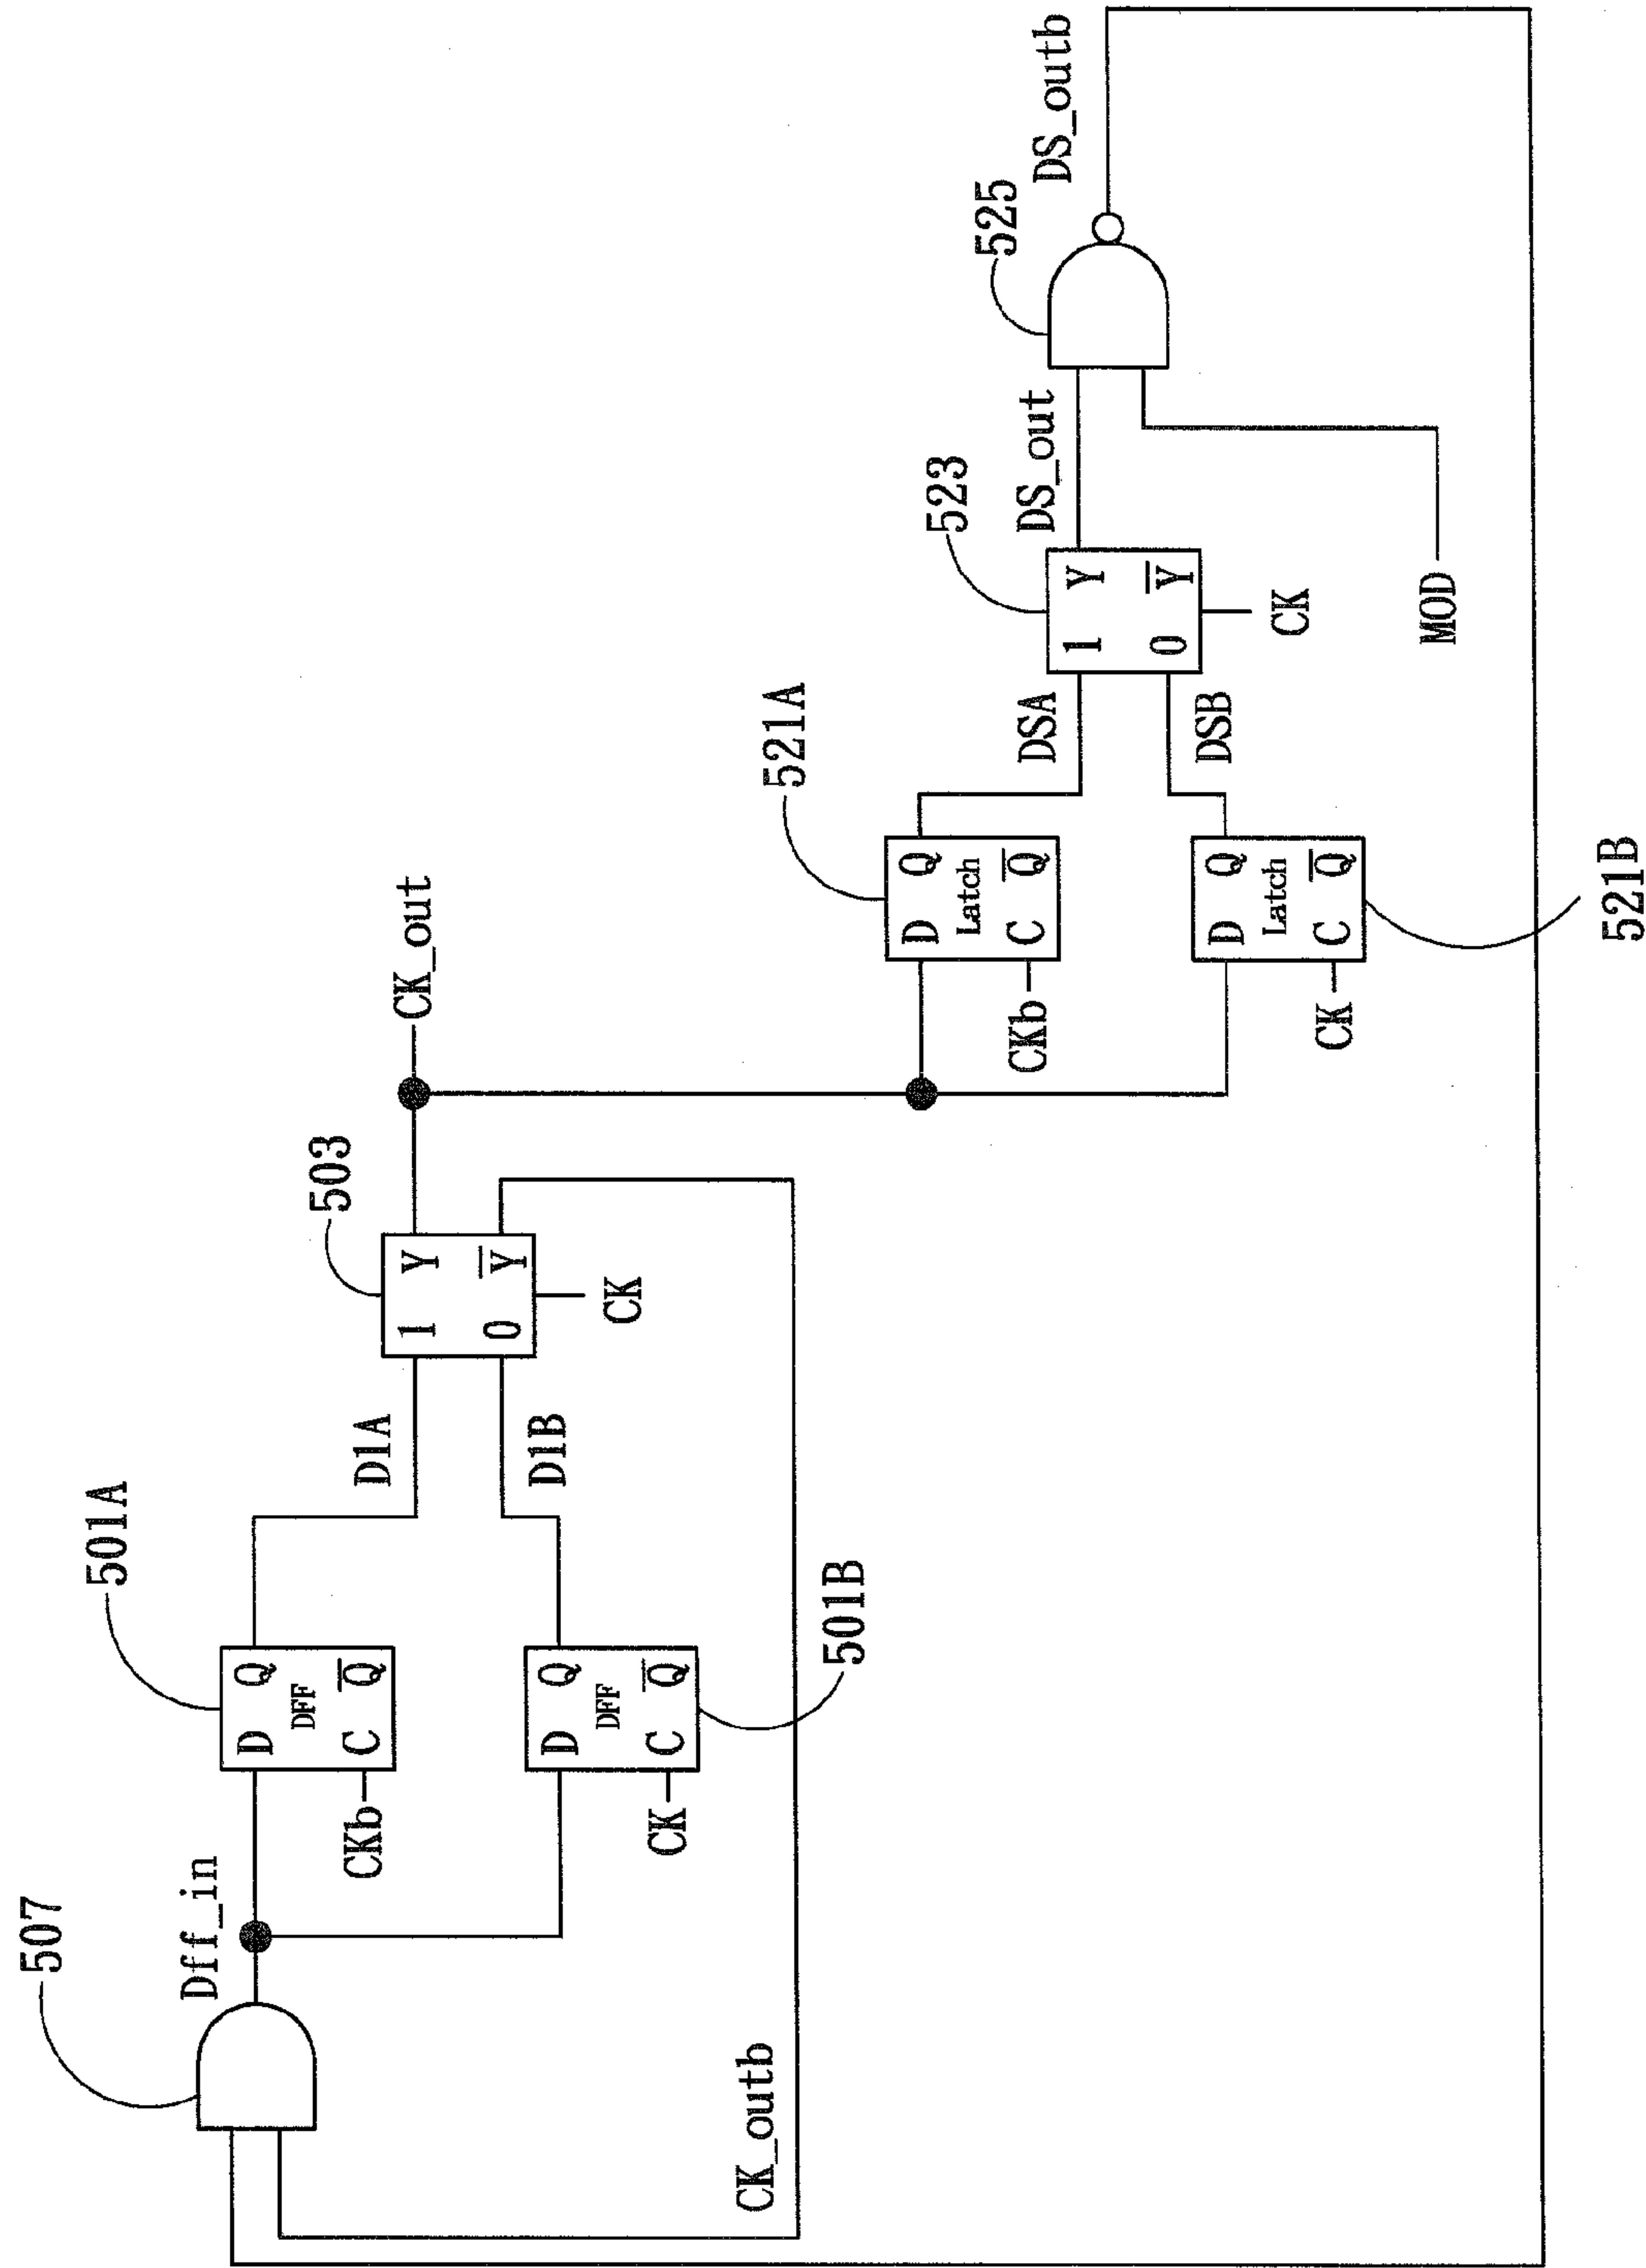 507
Dff_in
501A
D Q
DFF
C Q
CKb
D1A
503
1 Y
0 Y
CK
CK_out
D Q
DFF
C Q
CK
501B
D1B
CK_outb
521A
D Q
Latch
C Q
CKb
DSA
523
1 Y
0 Y
CK
DS_out
525
DS_outb
D Q
Latch
C Q
CK
521B
DSB
MOD